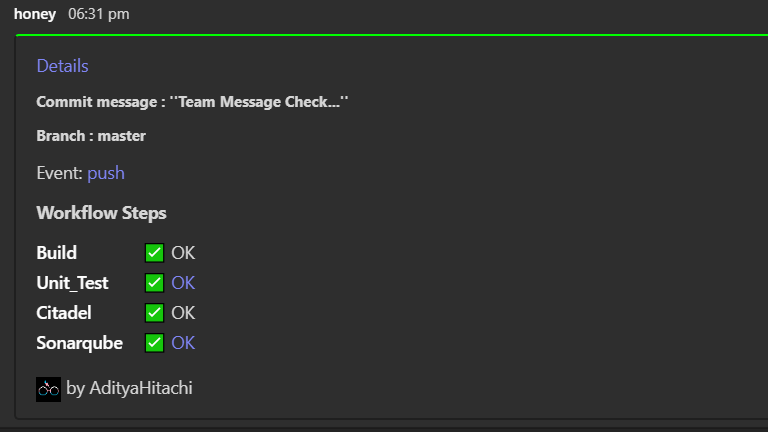 honey 06:31 pm
Details
Commit message : ''Team Message Check...''
Branch : master
Event: push
Workflow Steps
Build ✅ OK
Unit_Test ✅ OK
Citadel ✅ OK
Sonarqube ✅ OK
by AdityaHitachi